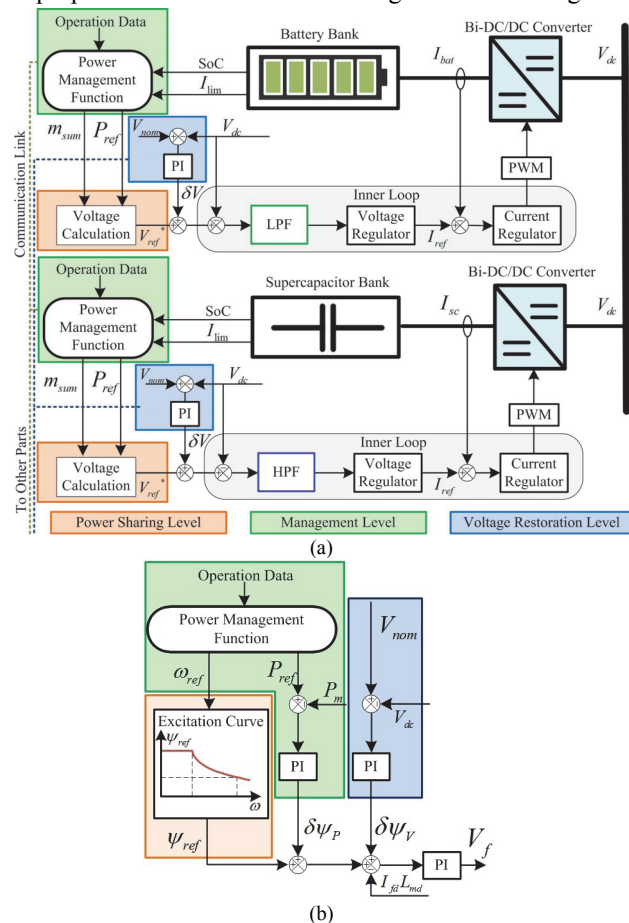 Operation Data
Battery Bank
Bi-DC/DC Converter
Power
Management
Function
SoC
I_lim
I_bat
V_dc
m_sum
P_ref
V_nom
V_dc
PI
PWM
δV
Inner Loop
Voltage
Calculation
V_ref*
LPF
Voltage
Regulator
I_ref
Current
Regulator
Communication Link
Operation Data
Supercapacitor Bank
Bi-DC/DC Converter
Power
Management
Function
SoC
I_lim
I_sc
V_dc
m_sum
P_ref
V_nom
V_dc
PI
PWM
δV
Inner Loop
Voltage
Calculation
V_ref*
HPF
Voltage
Regulator
I_ref
Current
Regulator
To Other Parts
Power Sharing Level
Management Level
Voltage Restoration Level
(a)
Operation Data
Power Management
Function
V_nom
ω_ref
P_ref
P_m
V_dc
Excitation Curve
ψ_ref
ω
PI
PI
ψ_ref
δψ_P
δψ_V
PI
V_f
I_fd L_md
(b)